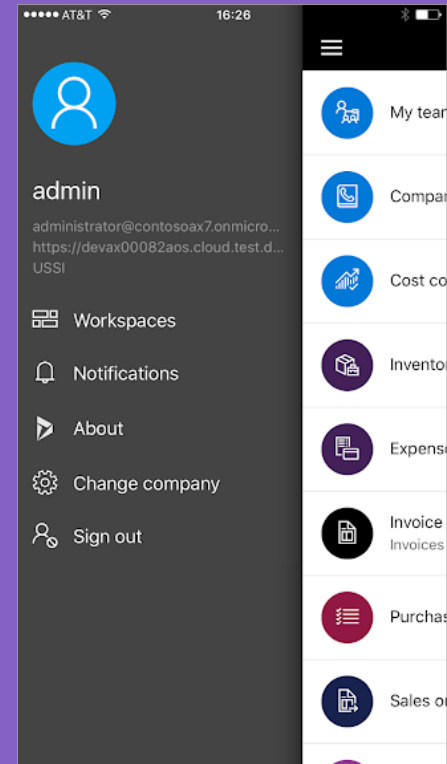 AT&T 16:26
admin
administrator@contosoax7.onmicro...
https://devax00082aos.cloud.test.d...
USSI
Workspaces
Notifications
About
Change company
Sign out
My tear
Compar
Cost co
Invento
Expense
Invoice
Invoices
Purchas
Sales o